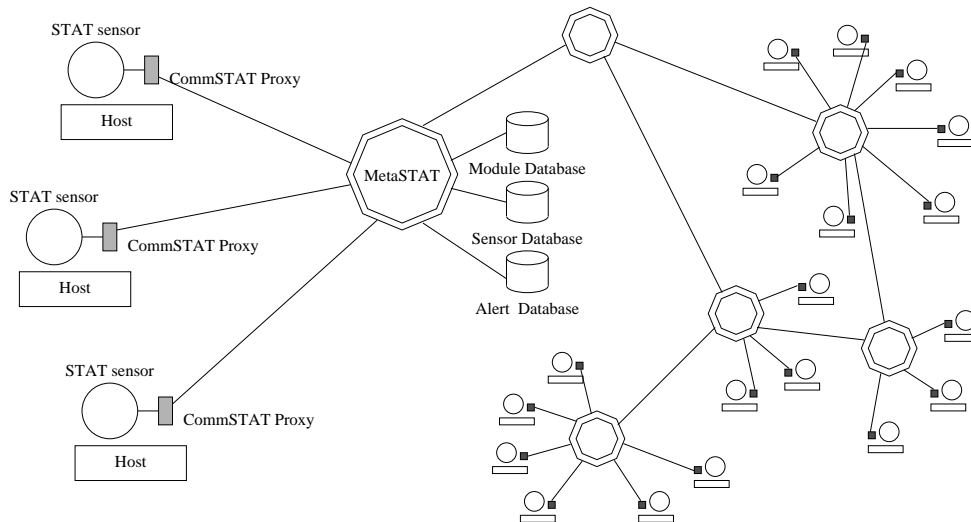 STAT sensor
CommSTAT Proxy
Host
STAT sensor
CommSTAT Proxy
Host
STAT sensor
CommSTAT Proxy
Host
MetaSTAT
Module Database
Sensor Database
Alert Database